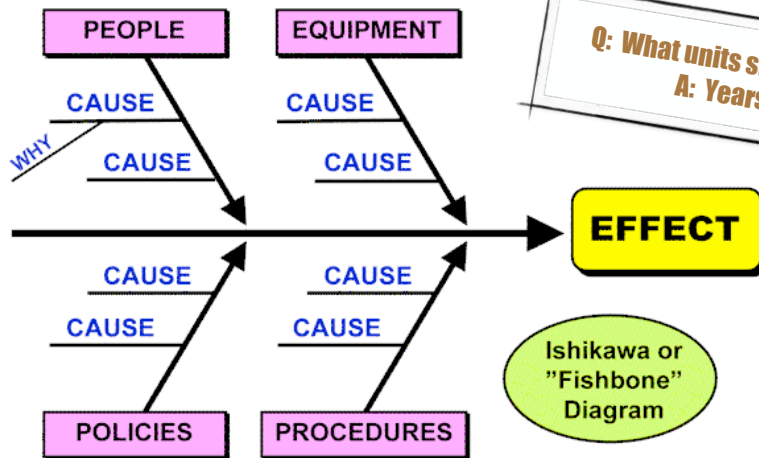 PEOPLE
EQUIPMENT
Q: What units
A: Years
CAUSE
CAUSE
WHY
CAUSE
CAUSE
EFFECT
CAUSE
CAUSE
CAUSE
CAUSE
Ishikawa or
”Fishbone”
Diagram
POLICIES
PROCEDURES